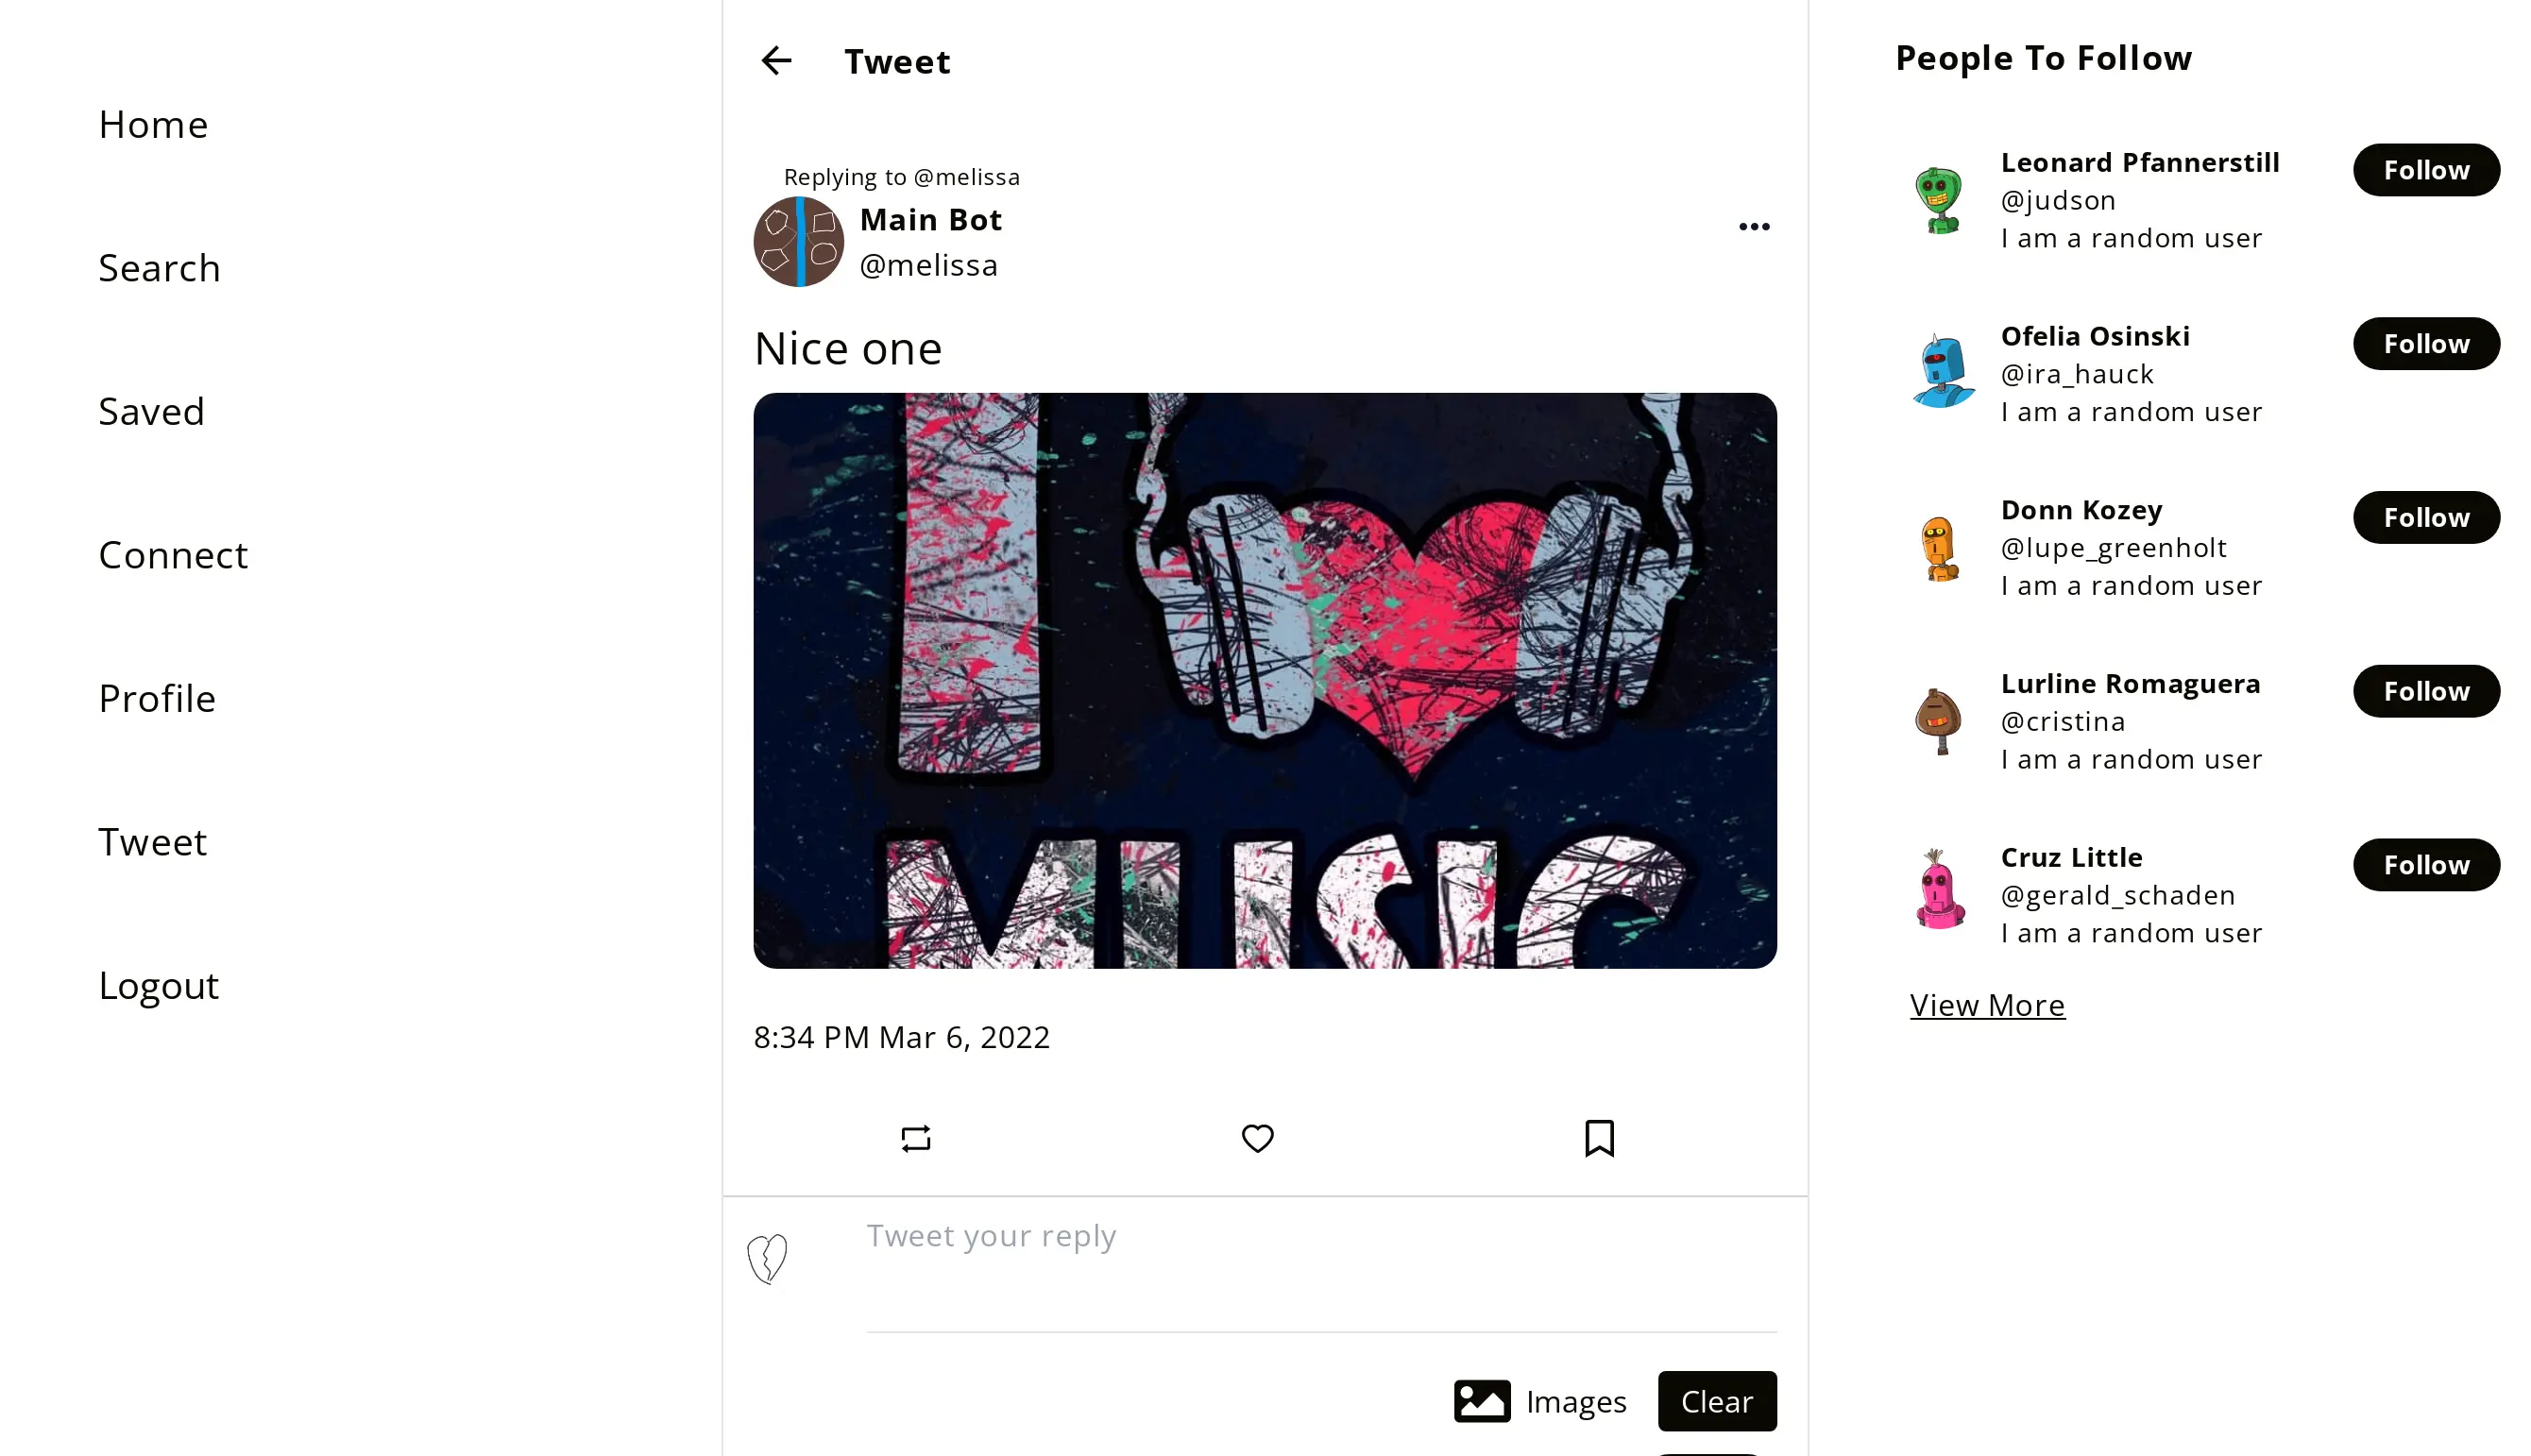 Home
Search
Saved
Connect
Profile
Tweet
Logout
Tweet
Replying to @melissa
Main Bot
@melissa
Nice one
I
MUSIC
8:34 PM Mar 6, 2022
Tweet your reply
Images
Clear
People To Follow
Leonard Pfannerstill
@judson
I am a random user
Follow
Ofelia Osinski
@ira_hauck
I am a random user
Follow
Donn Kozey
@lupe_greenholt
I am a random user
Follow
Lurline Romaguera
@cristina
I am a random user
Follow
Cruz Little
@gerald_schaden
I am a random user
Follow
View More